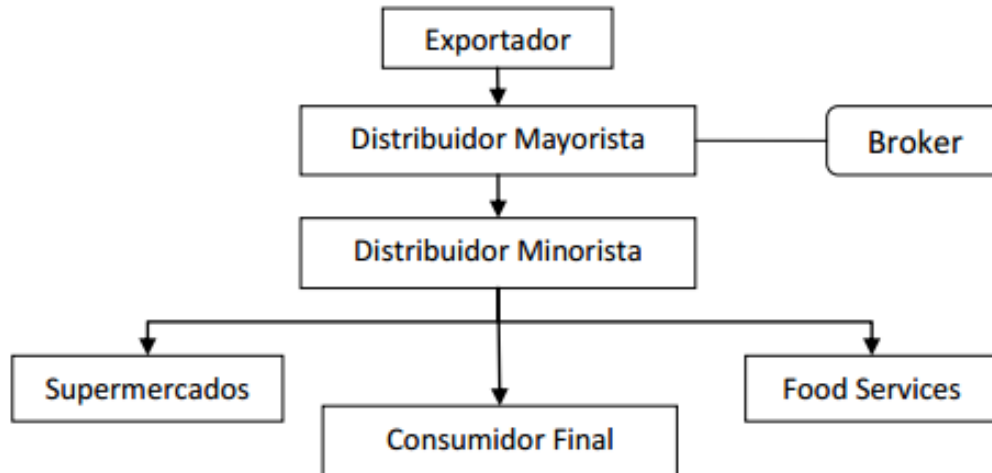 Exportador
Distribuidor Mayorista
Broker
Distribuidor Minorista
Supermercados
Food Services
Consumidor Final